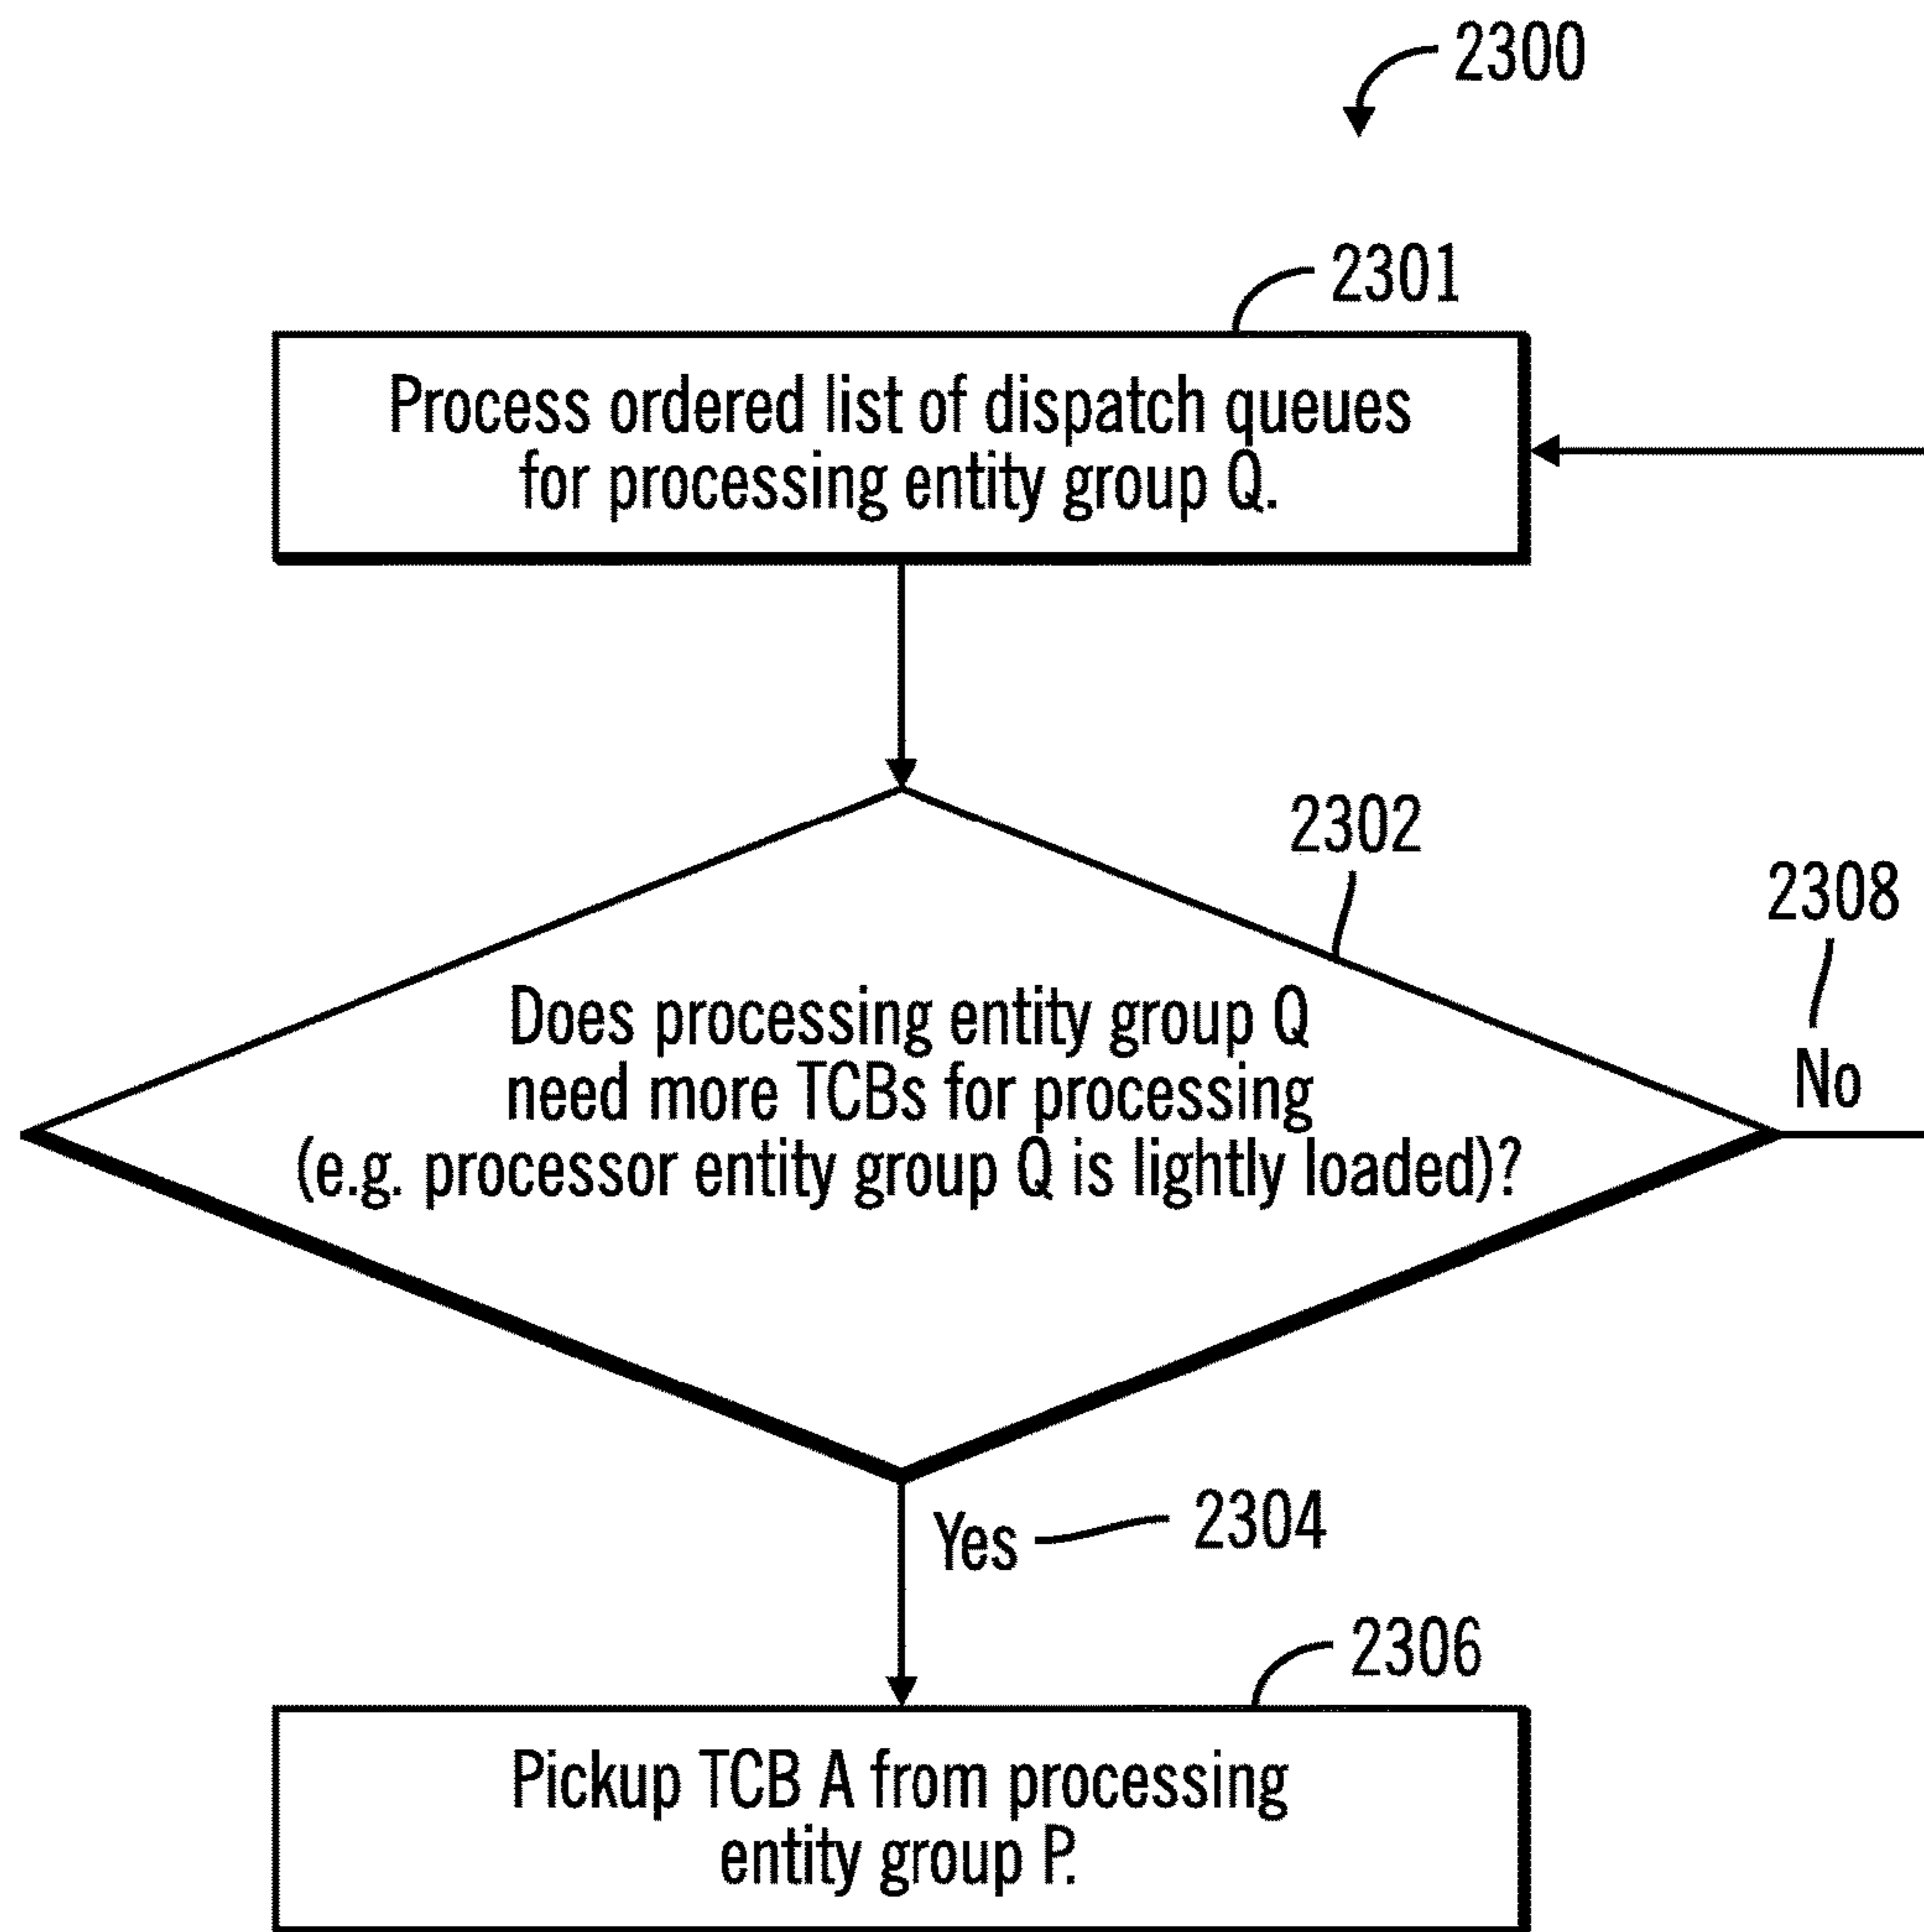 2300
2301
Process ordered list of dispatch queues
for processing entity group Q.
2302
2308
Does processing entity group Q
need more TCBs for processing
(e.g. processor entity group Q is lightly loaded)?
No
Yes
2304
2306
Pickup TCB A from processing
entity group P.